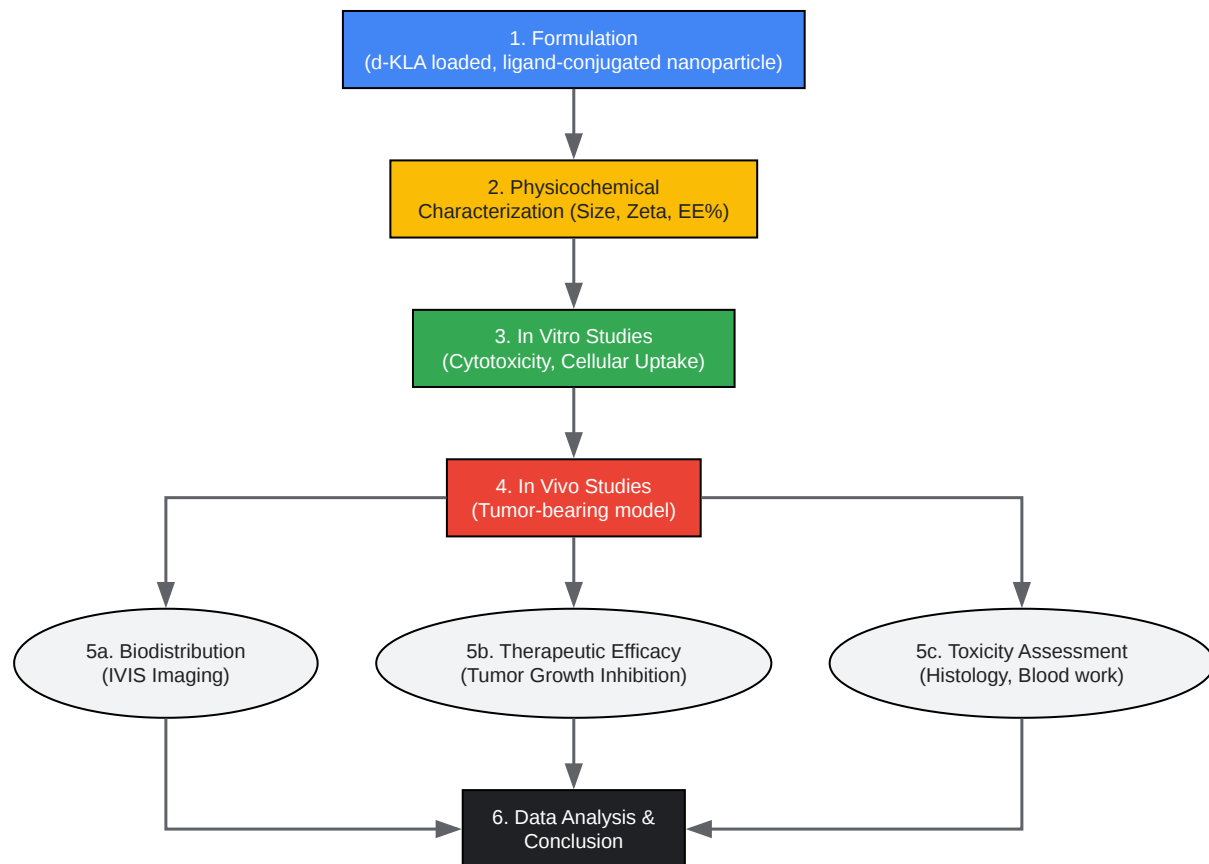 1. Formulation
(d-KLA loaded, ligand-conjugated nanoparticle)
2. Physicochemical
Characterization (Size, Zeta, EE%)
3. In Vitro Studies
(Cytotoxicity, Cellular Uptake)
4. In Vivo Studies
(Tumor-bearing model)
5a. Biodistribution
(IVIS Imaging)
5b. Therapeutic Efficacy
(Tumor Growth Inhibition)
5c. Toxicity Assessment
(Histology, Blood work)
6. Data Analysis &
Conclusion